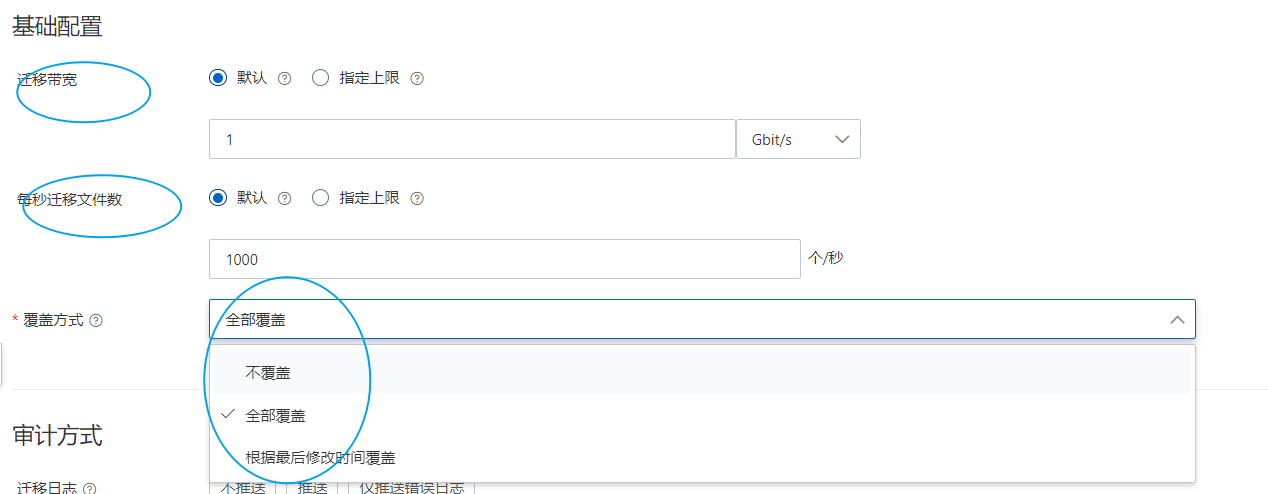 基础配置
迁移带宽 默认 指定上限
1 Gbit/s
每秒迁移文件数 默认 指定上限
1000 个/秒
* 覆盖方式 全部覆盖
不覆盖
全部覆盖
根据最后修改时间覆盖
审计方式
迁移日志 不推送 推送 仅推送错误日志